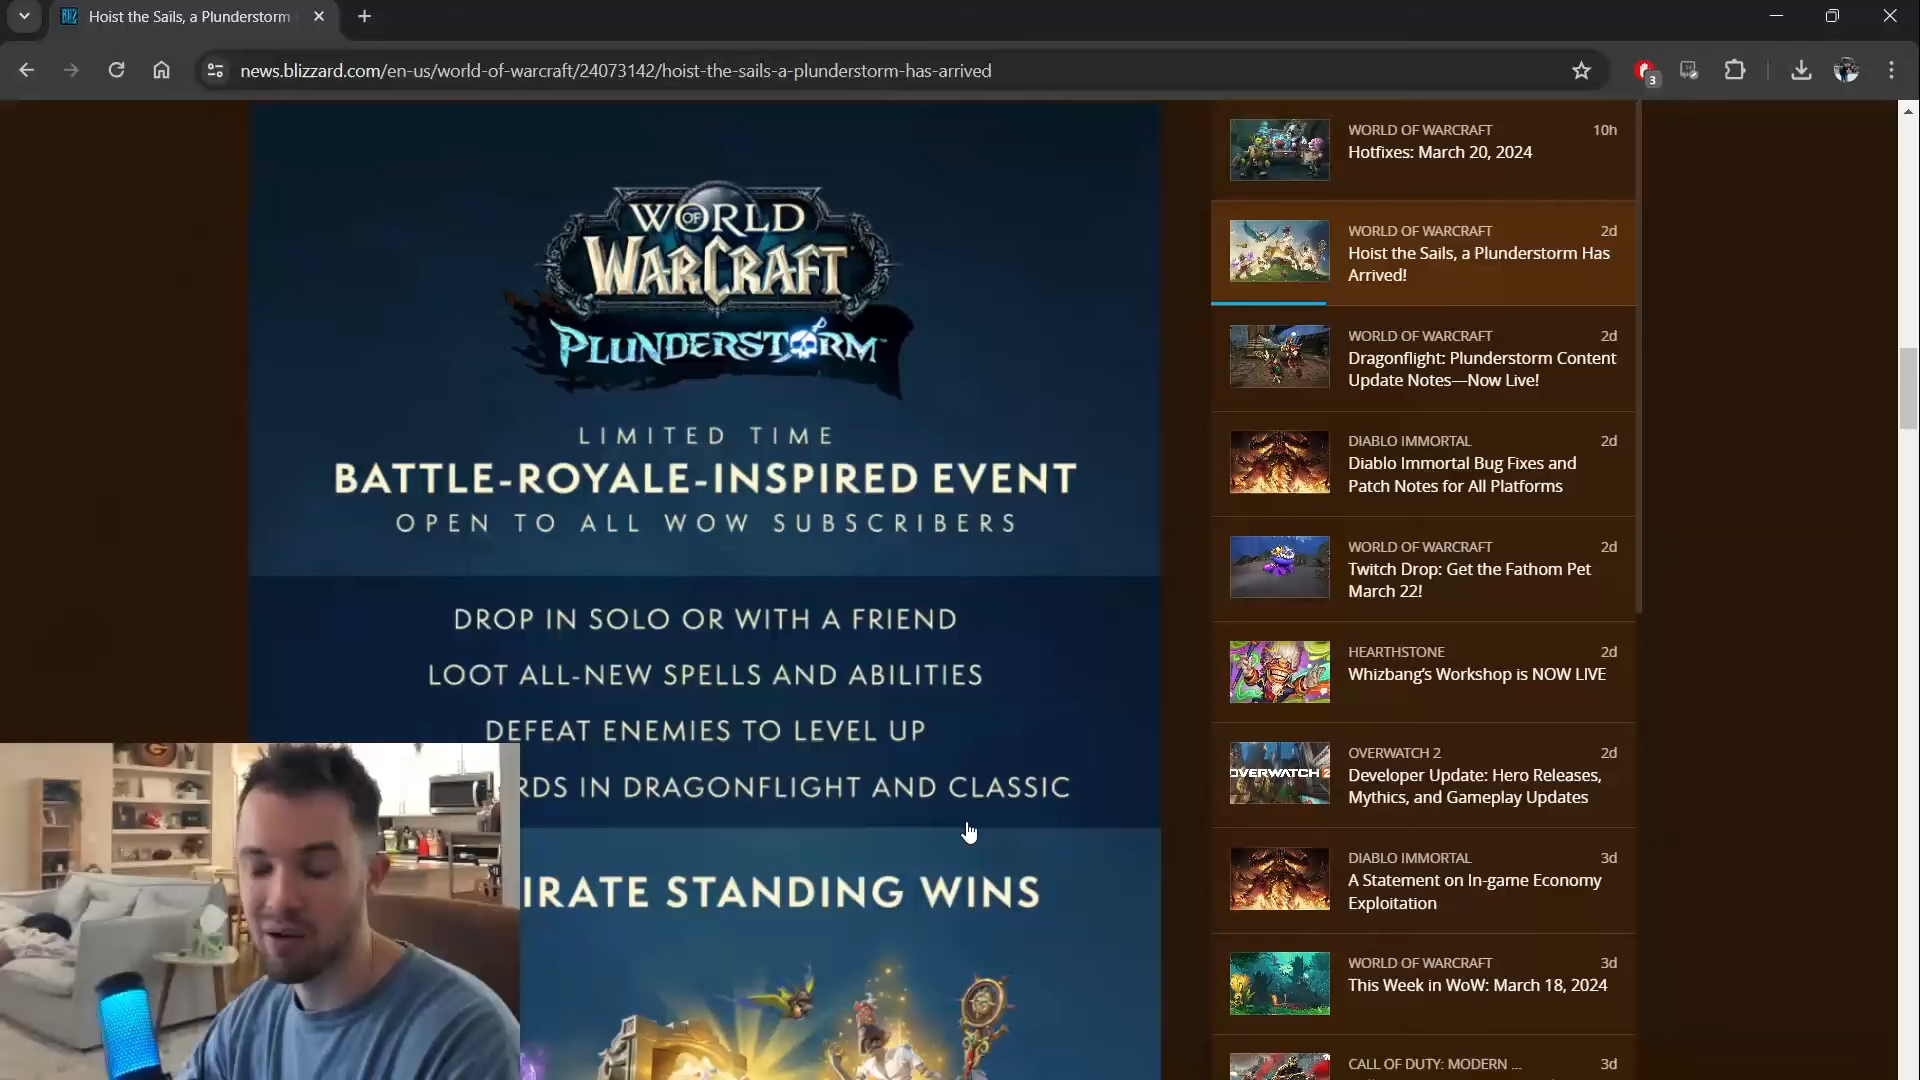 Hoist the Sails, a Plunderstorm
news.blizzard.com/en-us/world-of-warcraft/24073142/hoist-the-sails-a-plunderstorm-has-arrived
3
WORLD OF WARCRAFT
PLUNDERSTORM
LIMITED TIME
BATTLE-ROYALE-INSPIRED EVENT
OPEN TO ALL WOW SUBSCRIBERS
DROP IN SOLO OR WITH A FRIEND
LOOT ALL-NEW SPELLS AND ABILITIES
DEFEAT ENEMIES TO LEVEL UP
RDS IN DRAGONFLIGHT AND CLASSIC
IRATE STANDING WINS
WORLD OF WARCRAFT 10h
Hotfixes: March 20, 2024
WORLD OF WARCRAFT 2d
Hoist the Sails, a Plunderstorm Has
Arrived!
WORLD OF WARCRAFT 2d
Dragonflight: Plunderstorm Content
Update Notes—Now Live!
DIABLO IMMORTAL 2d
Diablo Immortal Bug Fixes and
Patch Notes for All Platforms
WORLD OF WARCRAFT 2d
Twitch Drop: Get the Fathom Pet
March 22!
HEARTHSTONE 2d
Whizbang’s Workshop is NOW LIVE
OVERWATCH 2
OVERWATCH 2 2d
Developer Update: Hero Releases,
Mythics, and Gameplay Updates
DIABLO IMMORTAL 3d
A Statement on In-game Economy
Exploitation
WORLD OF WARCRAFT 3d
This Week in WoW: March 18, 2024
CALL OF DUTY: MODERN ... 3d